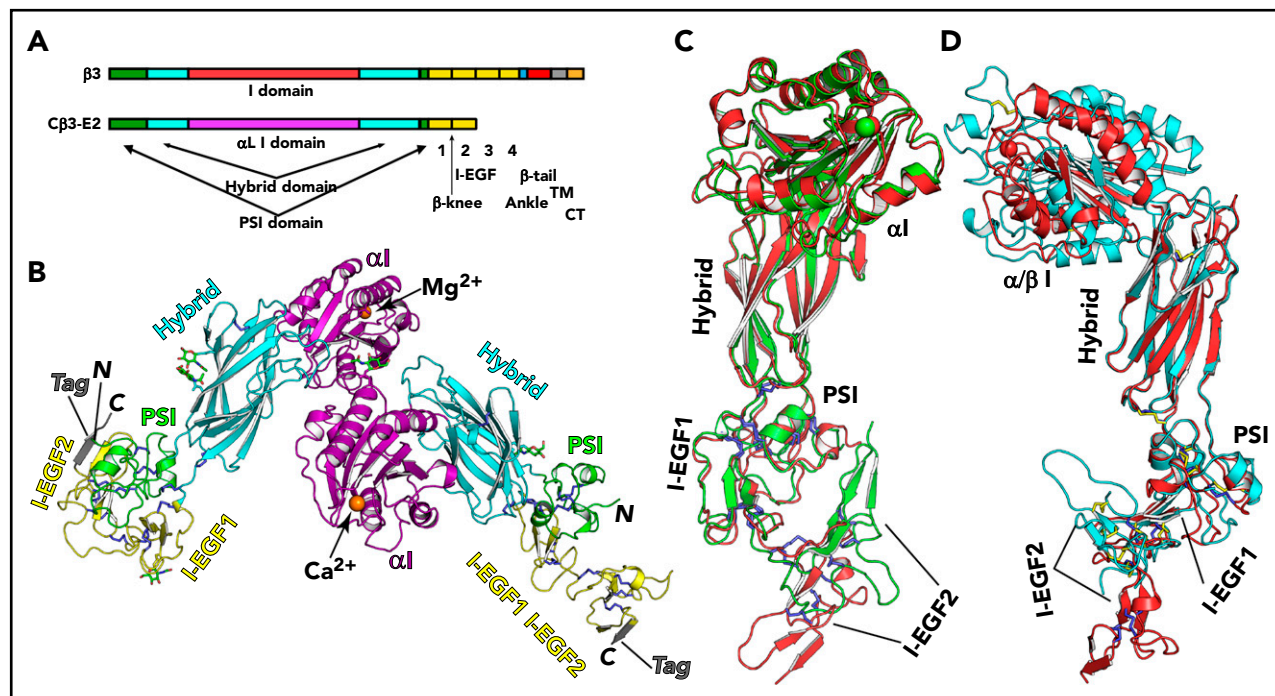 A
β3
I domain
Cβ3-E2
αL I domain
1 2 3 4
Hybrid domain
I-EGF
β-tail
β-knee
Ankle
TM
PSI domain
CT
B
αI
Mg2+
Hybrid
Hybrid
N
Tag
C
PSI
PSI
I-EGF2
N
I-EGF1
Ca2+
αI
I-EGF1
I-EGF2
C
Tag
C
αI
Hybrid
PSI
I-EGF1
I-EGF2
D
α/β I
Hybrid
PSI
I-EGF2
I-EGF1